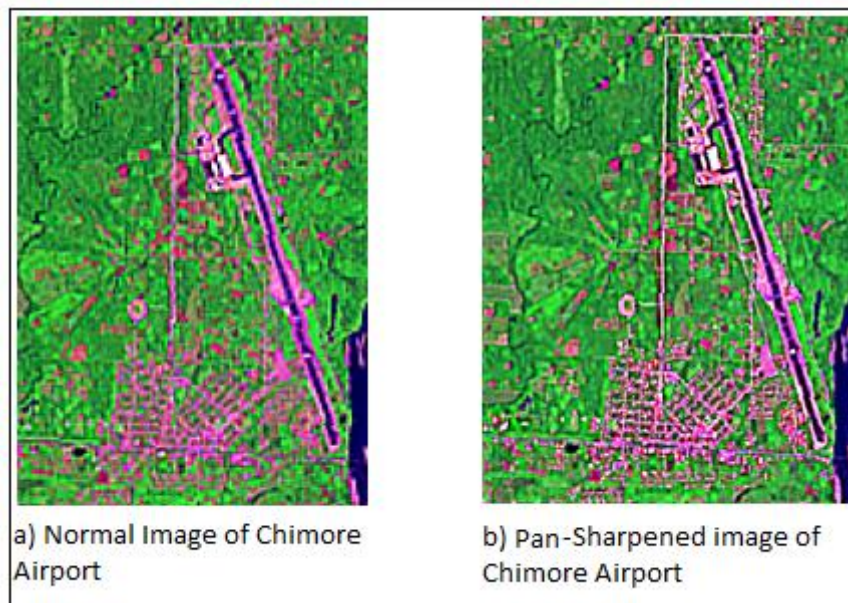 a) Normal Image of Chimore
Airport
b) Pan-Sharpened image of
Chimore Airport